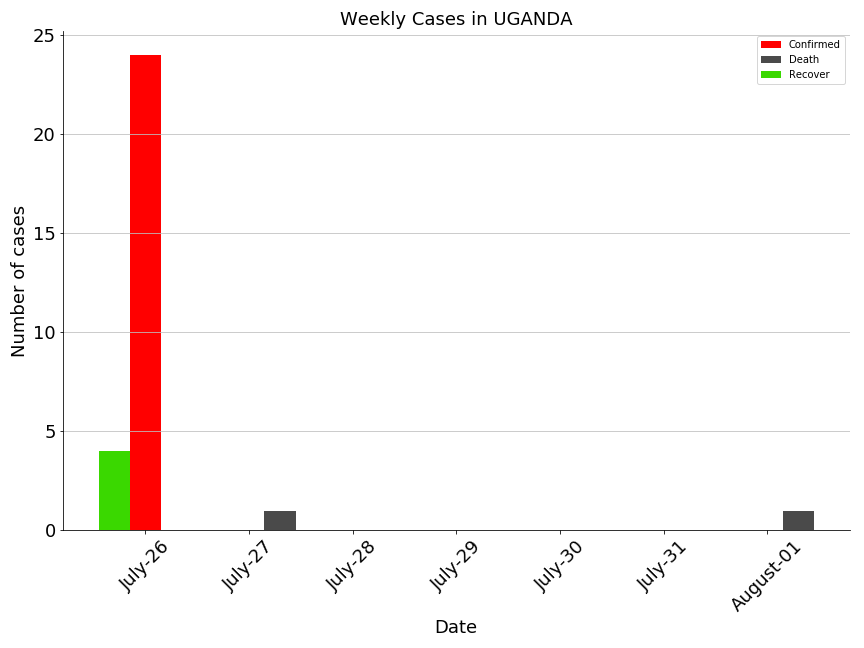 Weekly Cases in UGANDA
Confirmed
Death
Recover
Number of cases
25
20
15
10
5
0
July-26
July-27
July-28
July-29
July-30
July-31
August-01
Date